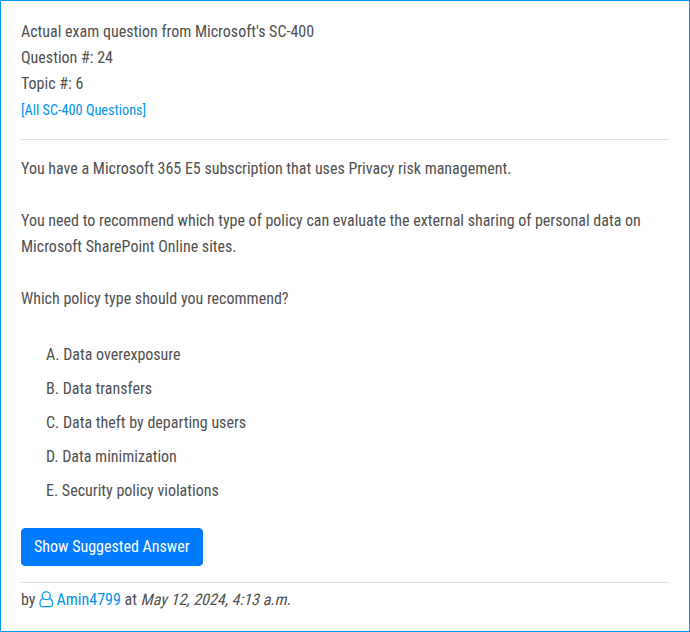 Actual exam question from Microsoft's SC-400
Question #: 24
Topic #: 6
[All SC-400 Questions]
You have a Microsoft 365 E5 subscription that uses Privacy risk management.
You need to recommend which type of policy can evaluate the external sharing of personal data on
Microsoft SharePoint Online sites.
Which policy type should you recommend?
A. Data overexposure
B. Data transfers
C. Data theft by departing users
D. Data minimization
E. Security policy violations
Show Suggested Answer
by Amin4799 at May 12, 2024, 4:13 a.m.